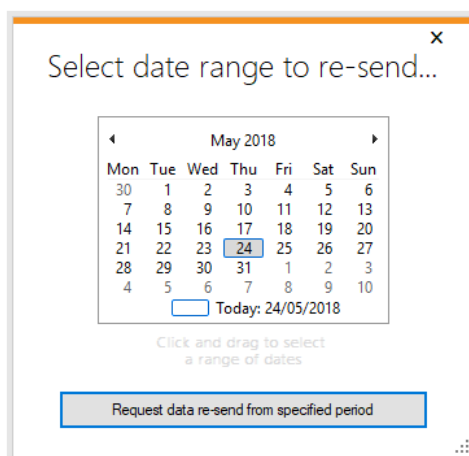 Select date range to re-send...
May 2018
Mon Tue Wed Thu Fri Sat Sun
30 1 2 3 4 5 6
7 8 9 10 11 12 13
14 15 16 17 18 19 20
21 22 23 24 25 26 27
28 29 30 31 1 2 3
4 5 6 7 8 9 10
Today: 24/05/2018
Click and drag to select
a range of dates
Request data re-send from specified period